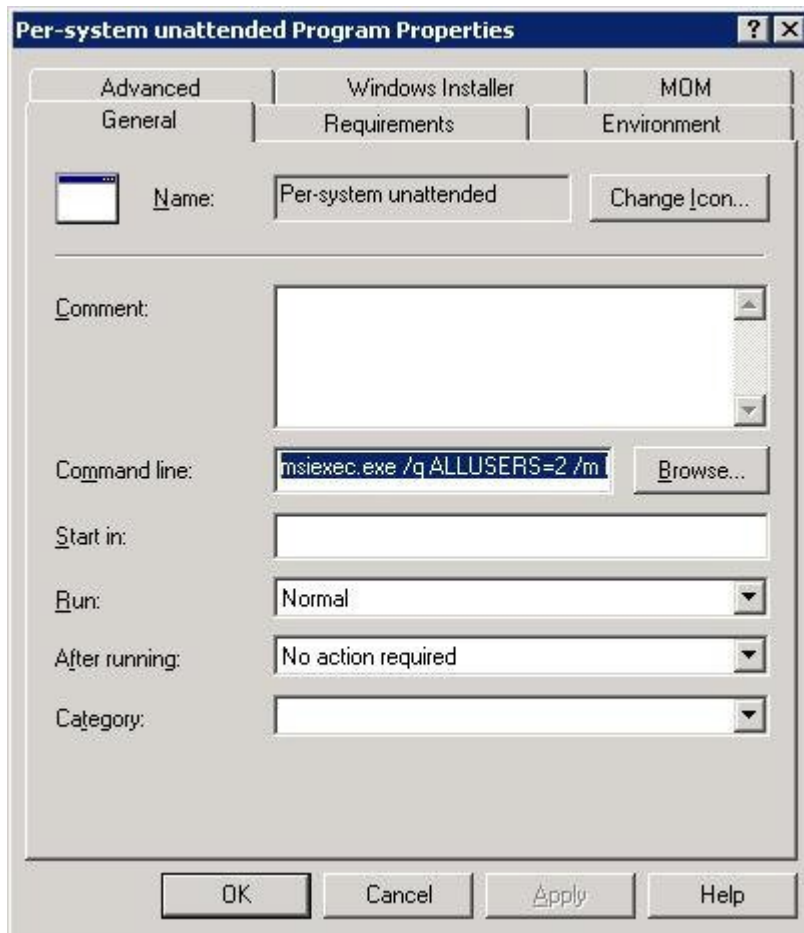 Per-system unattended Program Properties
Advanced Windows Installer MOM
General Requirements Environment
Name: Per-system unattended Change Icon...
Comment:
Command line: msiexec.exe /q ALLUSERS=2 /m Browse...
Start in:
Run: Normal
After running: No action required
Category:
OK Cancel Apply Help